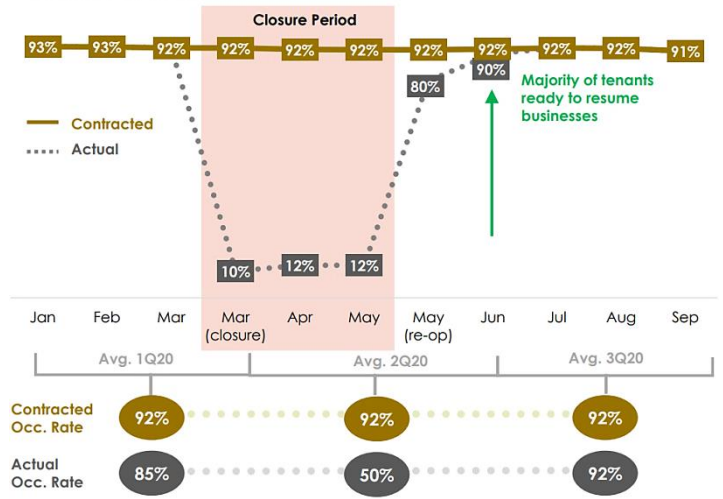 Closure Period
93% 93% 92% 92% 92% 92% 92% 92% 92% 92% 91%
90%
80%
Majority of tenants
ready to resume
businesses
Contracted
Actual
10% 12% 12%
Jan Feb Mar Mar Apr May May Jun Jul Aug Sep
(closure) (re-op)
Avg. 1Q20 Avg. 2Q20 Avg. 3Q20
Contracted
Occ. Rate
92% 92% 92%
Actual
Occ. Rate
85% 50% 92%